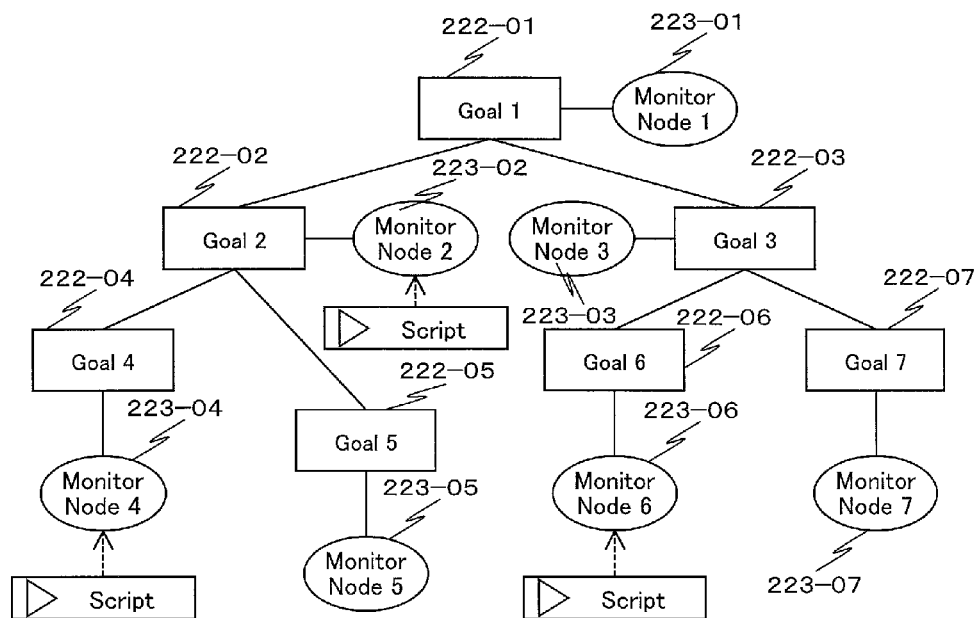 222-01
223-01
Goal 1
Monitor
Node 1
222-02
223-02
222-03
Goal 2
Monitor
Node 2
Monitor
Node 3
Goal 3
222-04
223-03
222-07
Script
222-06
Goal 4
Goal 6
Goal 7
222-05
223-04
Goal 5
223-06
Monitor
Node 4
223-05
Monitor
Node 6
Monitor
Node 7
Monitor
Node 5
223-07
Script
Script